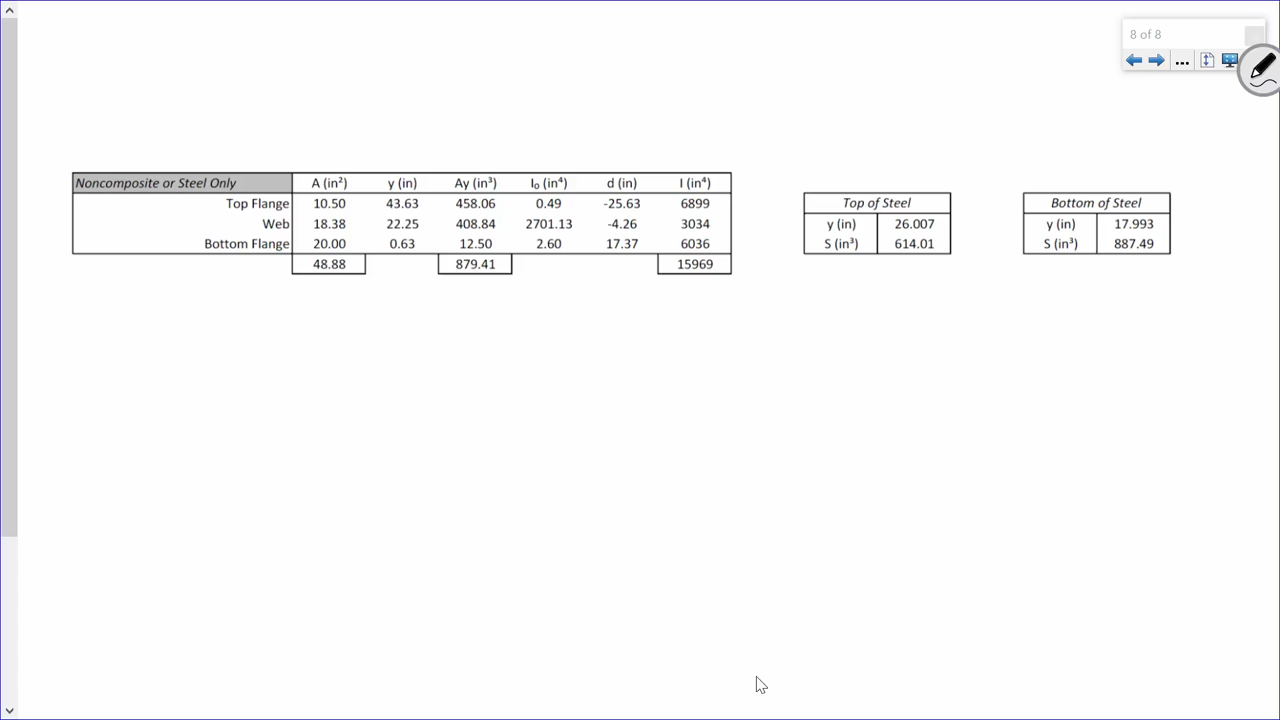 8 of 8
Noncomposite or Steel Only A (in²) y (in) Ay (in³) I₀ (in⁴) d (in) I (in⁴)
Top Flange 10.50 43.63 458.06 0.49 -25.63 6899
Web 18.38 22.25 408.84 2701.13 -4.26 3034
Bottom Flange 20.00 0.63 12.50 2.60 17.37 6036
48.88 879.41 15969
Top of Steel
y (in) 26.007
S (in³) 614.01
Bottom of Steel
y (in) 17.993
S (in³) 887.49